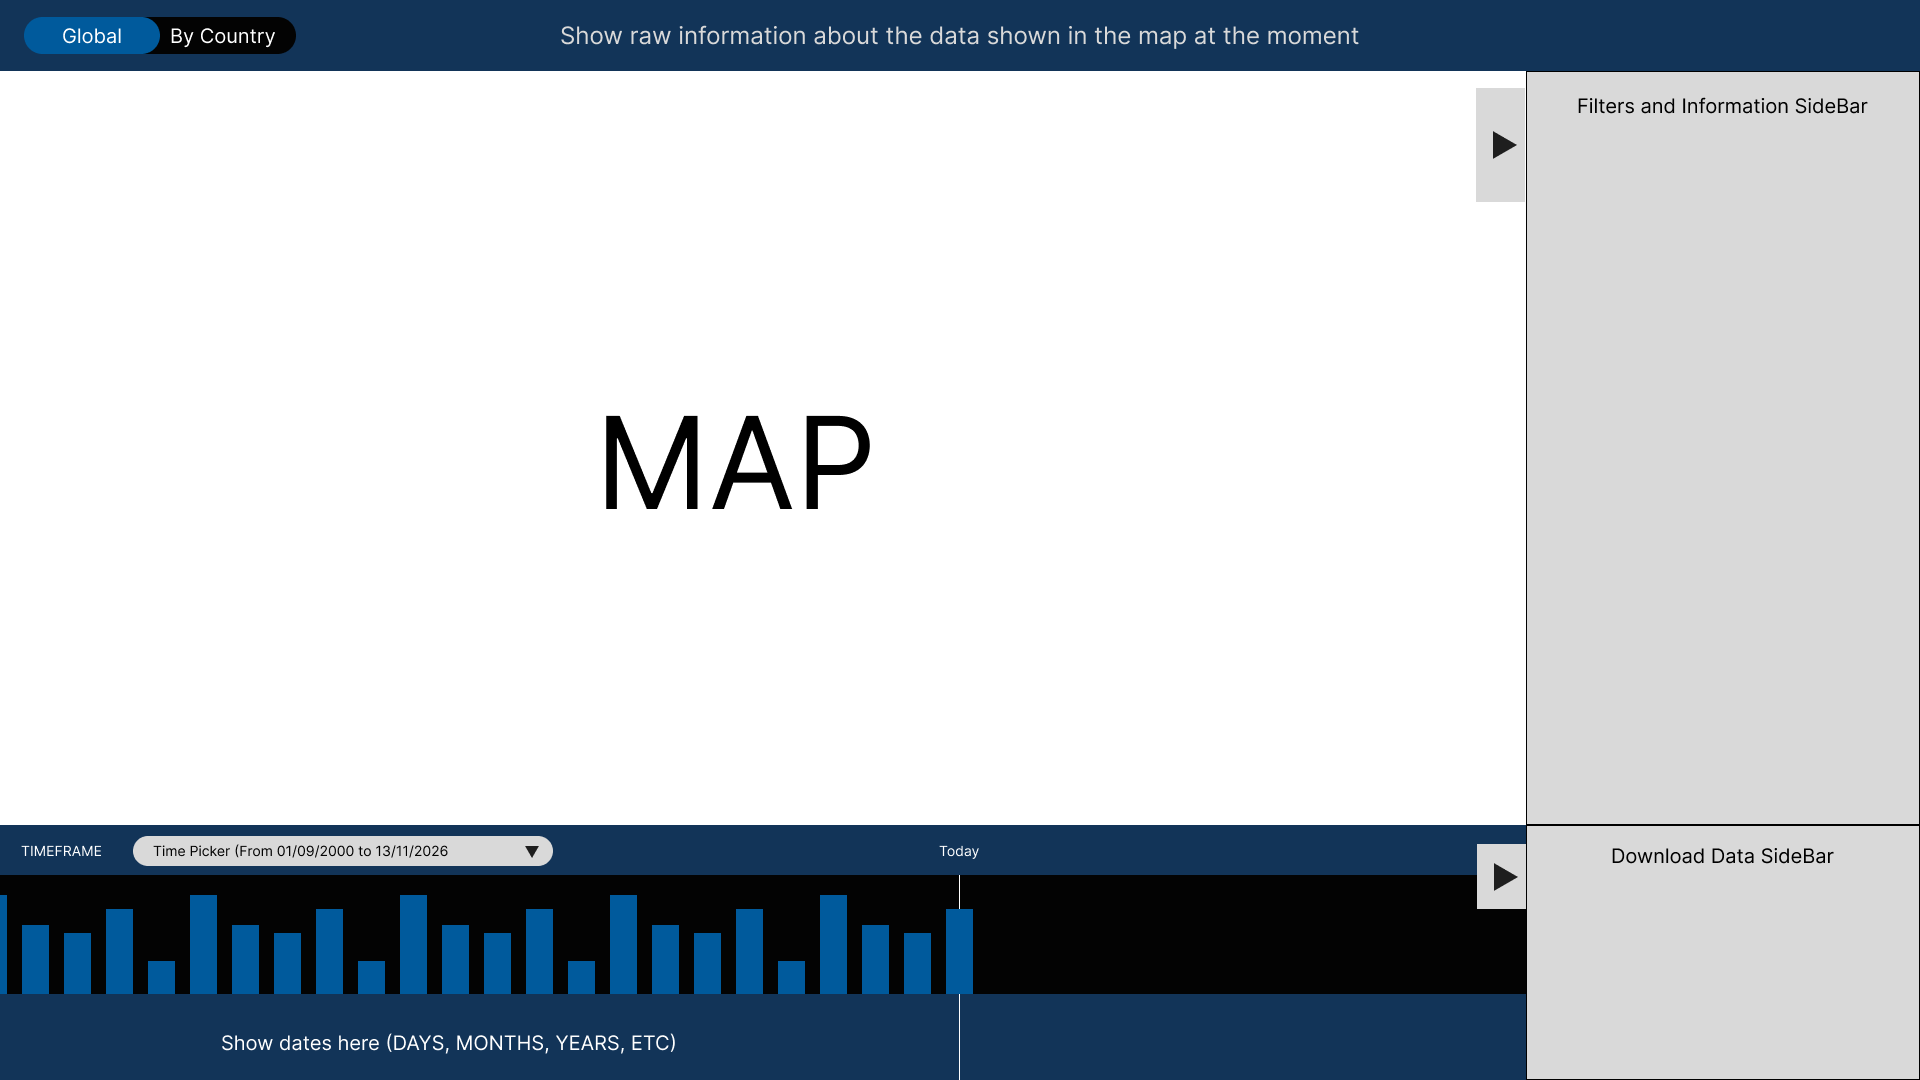 Global
By Country
Show raw information about the data shown in the map at the moment
Filters and Information SideBar
MAP
TIMEFRAME
Time Picker (From 01/09/2000 to 13/11/2026
Today
Download Data SideBar
Show dates here (DAYS, MONTHS, YEARS, ETC)